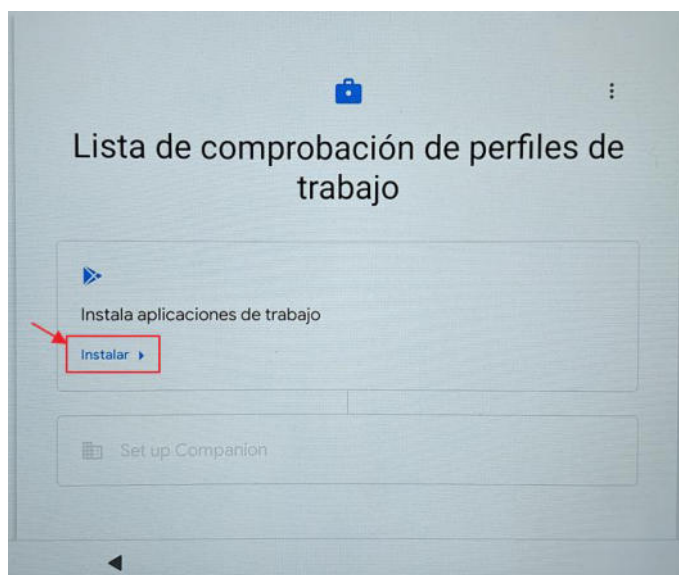 Lista de comprobación de perfiles de
trabajo
Instala aplicaciones de trabajo
Instalar
Set up Companion